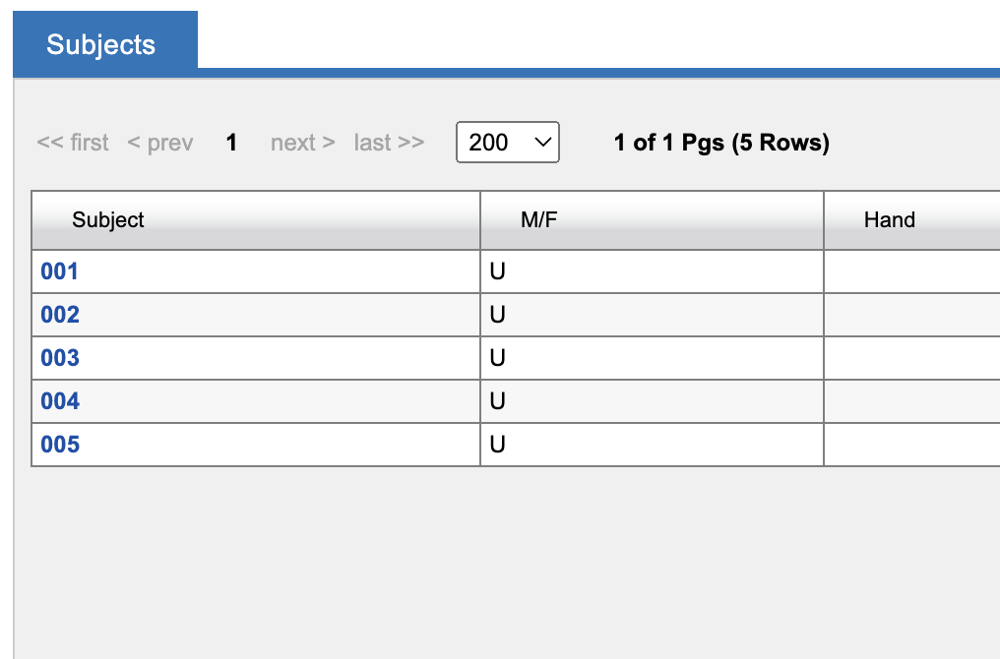 Subjects
<< first < prev 1 next > last >> 200 1 of 1 Pgs (5 Rows)
Subject M/F Hand
001 U
002 U
003 U
004 U
005 U